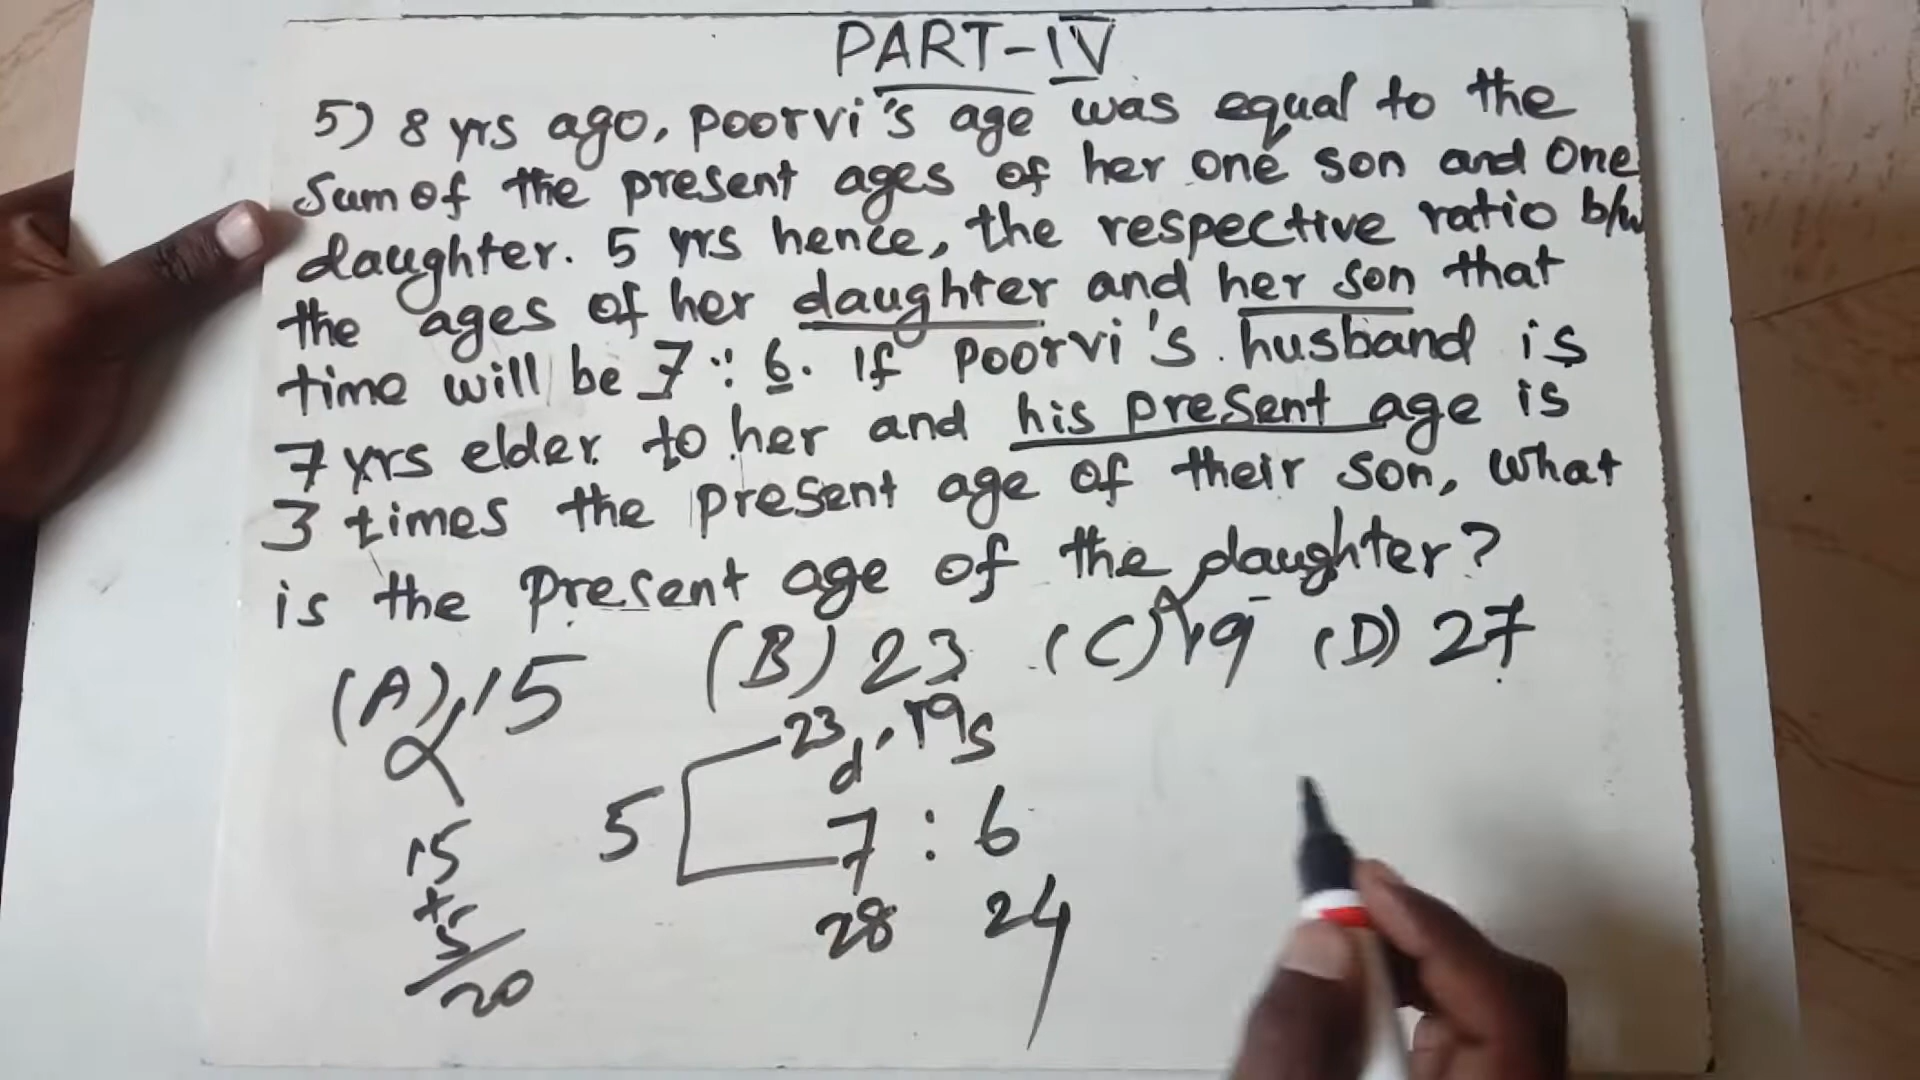 PART-IV
5) 8 yrs ago, poorvi's age was equal to the
sum of the present ages of her one son and one
daughter. 5 yrs hence, the respective ratio b/w
the ages of her daughter and her son that
time will be 7 : 6. If Poorvi's husband is
7 yrs elder to her and his present age is
3 times the present age of their son, what
is the present age of the daughter?
(A) 15 (B) 23 (C) 19 (D) 27
23 19
d s
5 7 : 6
28 24
15
+
5
20